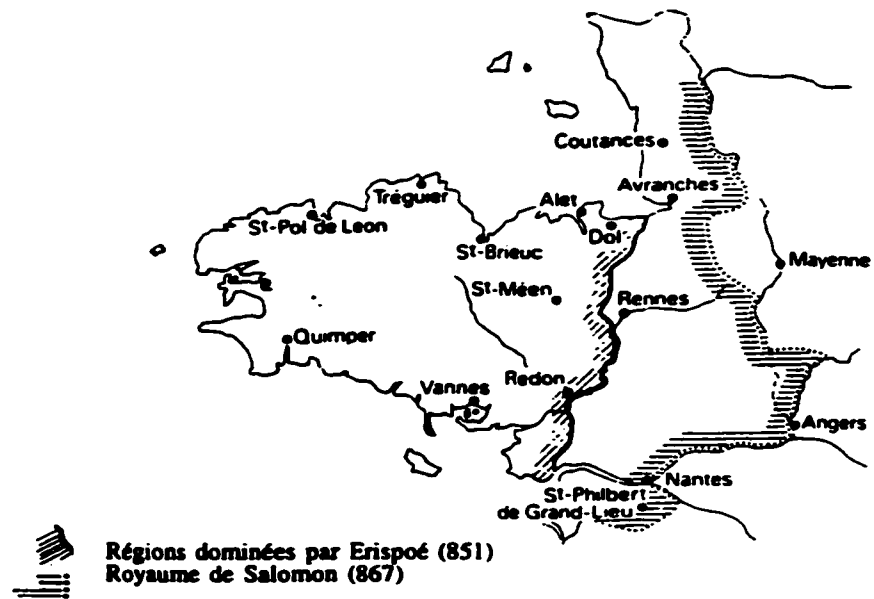 Coutances
Avranches
Tréguier
Alet
St-Pol de Leon
Dol
St-Brieuc
Mayenne
St-Méen
Rennes
Quimper
Redon
Vannes
Angers
Nantes
St-Philbert
de Grand-Lieu
Régions dominées par Erispoé (851)
Royaume de Salomon (867)